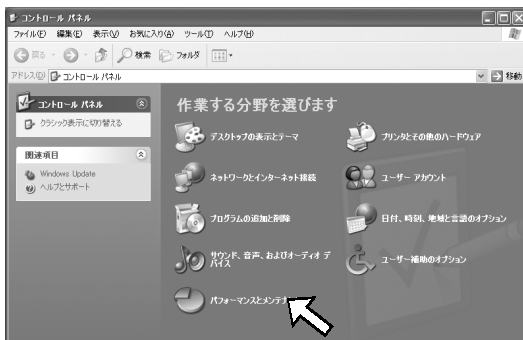 コントロール パネル
ファイル(F) 編集(E) 表示(V) お気に入り(A) ツール(T) ヘルプ(H)
戻る 検索 フォルダ
アドレス(D) コントロール パネル 移動
コントロール パネル
クラシック表示に切り替える
関連項目
Windows Update
ヘルプとサポート
作業する分野を選びます
デスクトップの表示とテーマ
プリンタとその他のハードウェア
ネットワークとインターネット接続
ユーザー アカウント
プログラムの追加と削除
日付、時刻、地域と言語のオプション
サウンド、音声、およびオーディオ デ
バイス
ユーザー補助のオプション
パフォーマンスとメンテナ